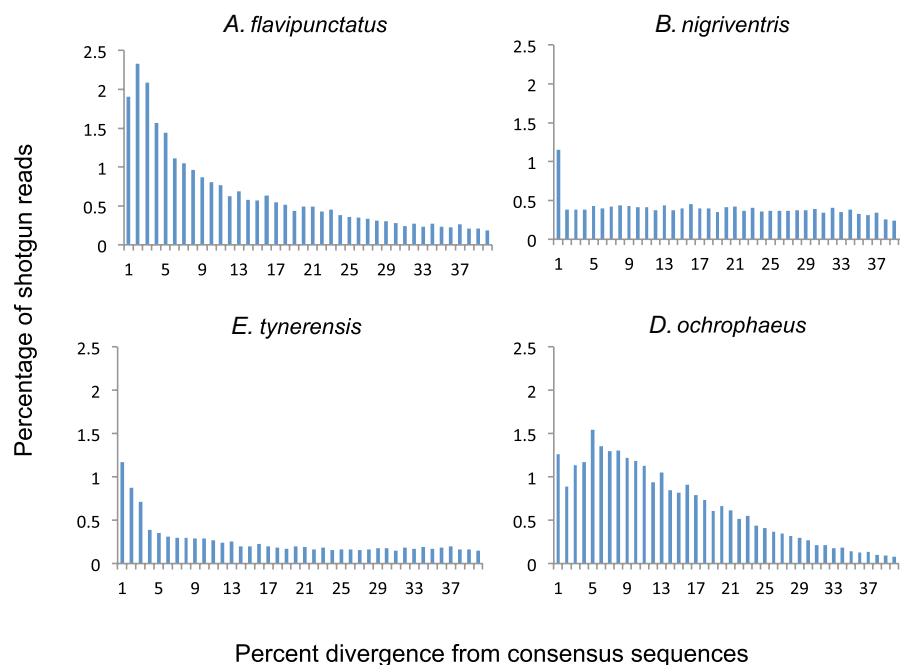 A. flavipunctatus
B. nigriventris
Percentage of shotgun reads
2.5
2
1.5
1
0.5
0
1 5 9 13 17 21 25 29 33 37
2.5
2
1.5
1
0.5
0
1 5 9 13 17 21 25 29 33 37
E. tynerensis
D. ochrophaeus
2.5
2
1.5
1
0.5
0
1 5 9 13 17 21 25 29 33 37
2.5
2
1.5
1
0.5
0
1 5 9 13 17 21 25 29 33 37
Percent divergence from consensus sequences